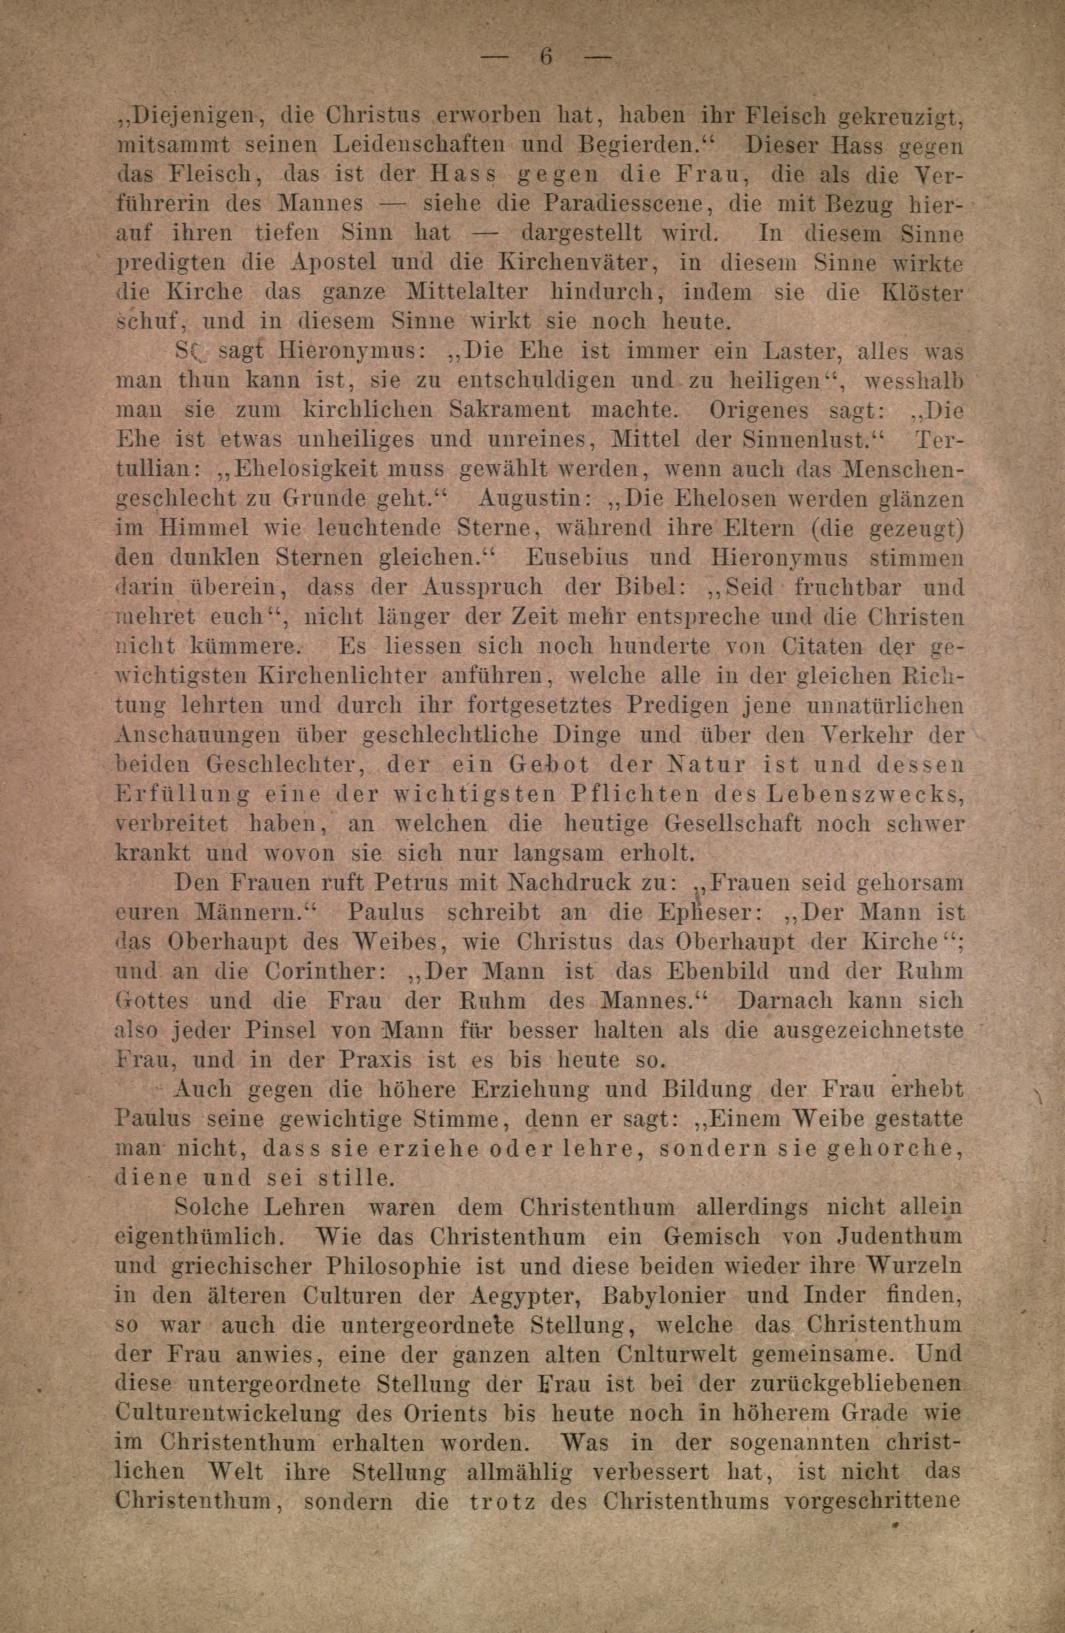 — 6 —
„Diejenigen, die Christus erworben hat, haben ihr Fleisch gekreuzigt,
mitsammt seinen Leidenschaften und Begierden.“ Dieser Hass gegen
das Fleisch, das ist der Hass gegen die Frau, die als die Ver-
führerin des Mannes — siehe die Paradiesscene, die mit Bezug hier-
auf ihren tiefen Sinn hat — dargestellt wird. In diesem Sinne
predigten die Apostel und die Kirchenväter, in diesem Sinne wirkte
die Kirche das ganze Mittelalter hindurch, indem sie die Klöster
schuf, und in diesem Sinne wirkt sie noch heute.
So sagt Hieronymus: „Die Ehe ist immer ein Laster, alles was
man thun kann ist, sie zu entschuldigen und zu heiligen“, wesshalb
man sie zum kirchlichen Sakrament machte. Origenes sagt: „Die
Ehe ist etwas unheiliges und unreines, Mittel der Sinnenlust.“ Ter-
tullian: „Ehelosigkeit muss gewählt werden, wenn auch das Menschen-
geschlecht zu Grunde geht.“ Augustin: „Die Ehelosen werden glänzen
im Himmel wie leuchtende Sterne, während ihre Eltern (die gezeugt)
den dunklen Sternen gleichen.“ Eusebius und Hieronymus stimmen
darin überein, dass der Ausspruch der Bibel: „Seid fruchtbar und
mehret euch“, nicht länger der Zeit mehr entspreche und die Christen
nicht kümmere. Es liessen sich noch hunderte von Citaten der ge-
wichtigsten Kirchenlichter anführen, welche alle in der gleichen Rich-
tung lehrten und durch ihr fortgesetztes Predigen jene unnatürlichen
Anschauungen über geschlechtliche Dinge und über den Verkehr der
beiden Geschlechter, der ein Gebot der Natur ist und dessen
Erfüllung eine der wichtigsten Pflichten des Lebenszwecks,
verbreitet haben, an welchen die heutige Gesellschaft noch schwer
krankt und wovon sie sich nur langsam erholt.
Den Frauen ruft Petrus mit Nachdruck zu: „Frauen seid gehorsam
euren Männern.“ Paulus schreibt an die Epheser: „Der Mann ist
das Oberhaupt des Weibes, wie Christus das Oberhaupt der Kirche“;
und an die Corinther: „Der Mann ist das Ebenbild und der Ruhm
Gottes und die Frau der Ruhm des Mannes.“ Darnach kann sich
also jeder Pinsel von Mann für besser halten als die ausgezeichnetste
Frau, und in der Praxis ist es bis heute so.
Auch gegen die höhere Erziehung und Bildung der Frau erhebt
Paulus seine gewichtige Stimme, denn er sagt: „Einem Weibe gestatte
man nicht, dass sie erziehe oder lehre, sondern sie gehorche,
diene und sei stille.
Solche Lehren waren dem Christenthum allerdings nicht allein
eigenthümlich. Wie das Christenthum ein Gemisch von Judenthum
und griechischer Philosophie ist und diese beiden wieder ihre Wurzeln
in den älteren Culturen der Aegypter, Babylonier und Inder finden,
so war auch die untergeordnete Stellung, welche das Christenthum
der Frau anwies, eine der ganzen alten Cnlturwelt gemeinsame. Und
diese untergeordnete Stellung der Frau ist bei der zurückgebliebenen
Culturentwickelung des Orients bis heute noch in höherem Grade wie
im Christenthum erhalten worden. Was in der sogenannten christ-
lichen Welt ihre Stellung allmählig verbessert hat, ist nicht das
Christenthum, sondern die trotz des Christenthums vorgeschrittene